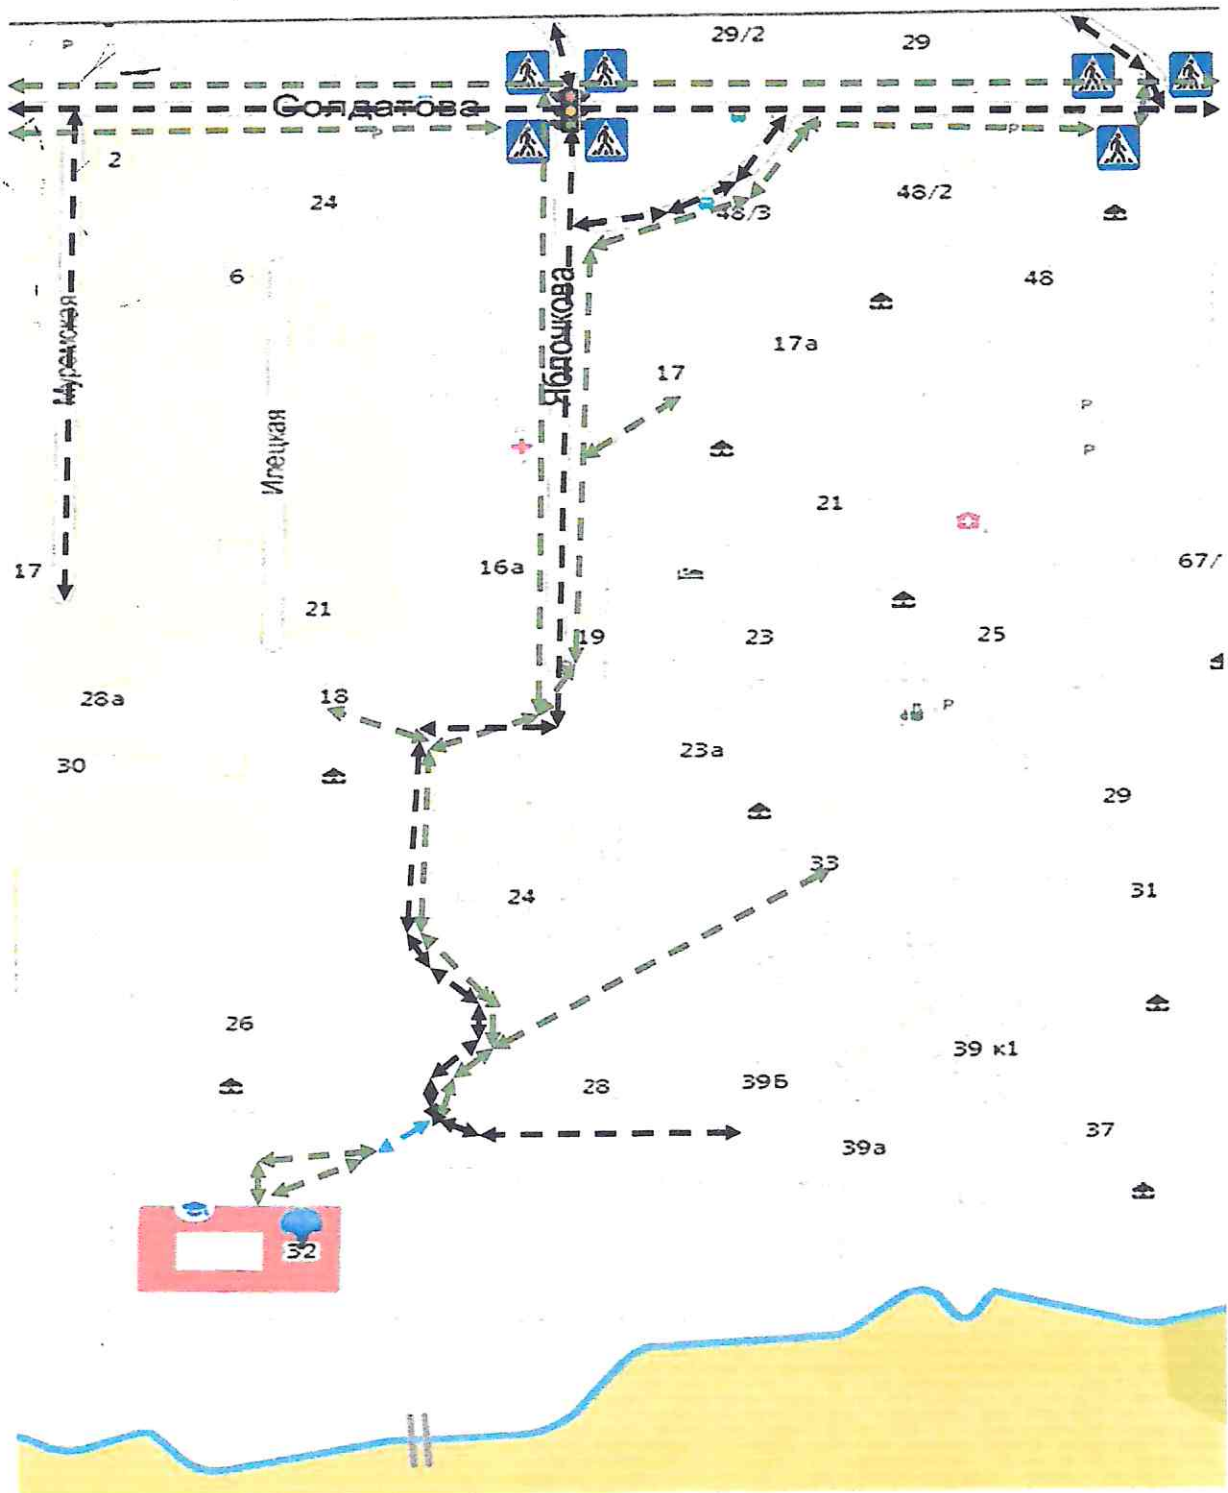 29/2
29
Р
Солдатова
Р
Р
2
24
48/3
48/2
6
48
Муромская
Яблочкова
17а
17
Илецкая
Р
Р
21
17
16а
67/
21
19
23
25
28а
18
Р
23а
30
29
33
24
31
26
39 к1
28
39Б
37
39а
32